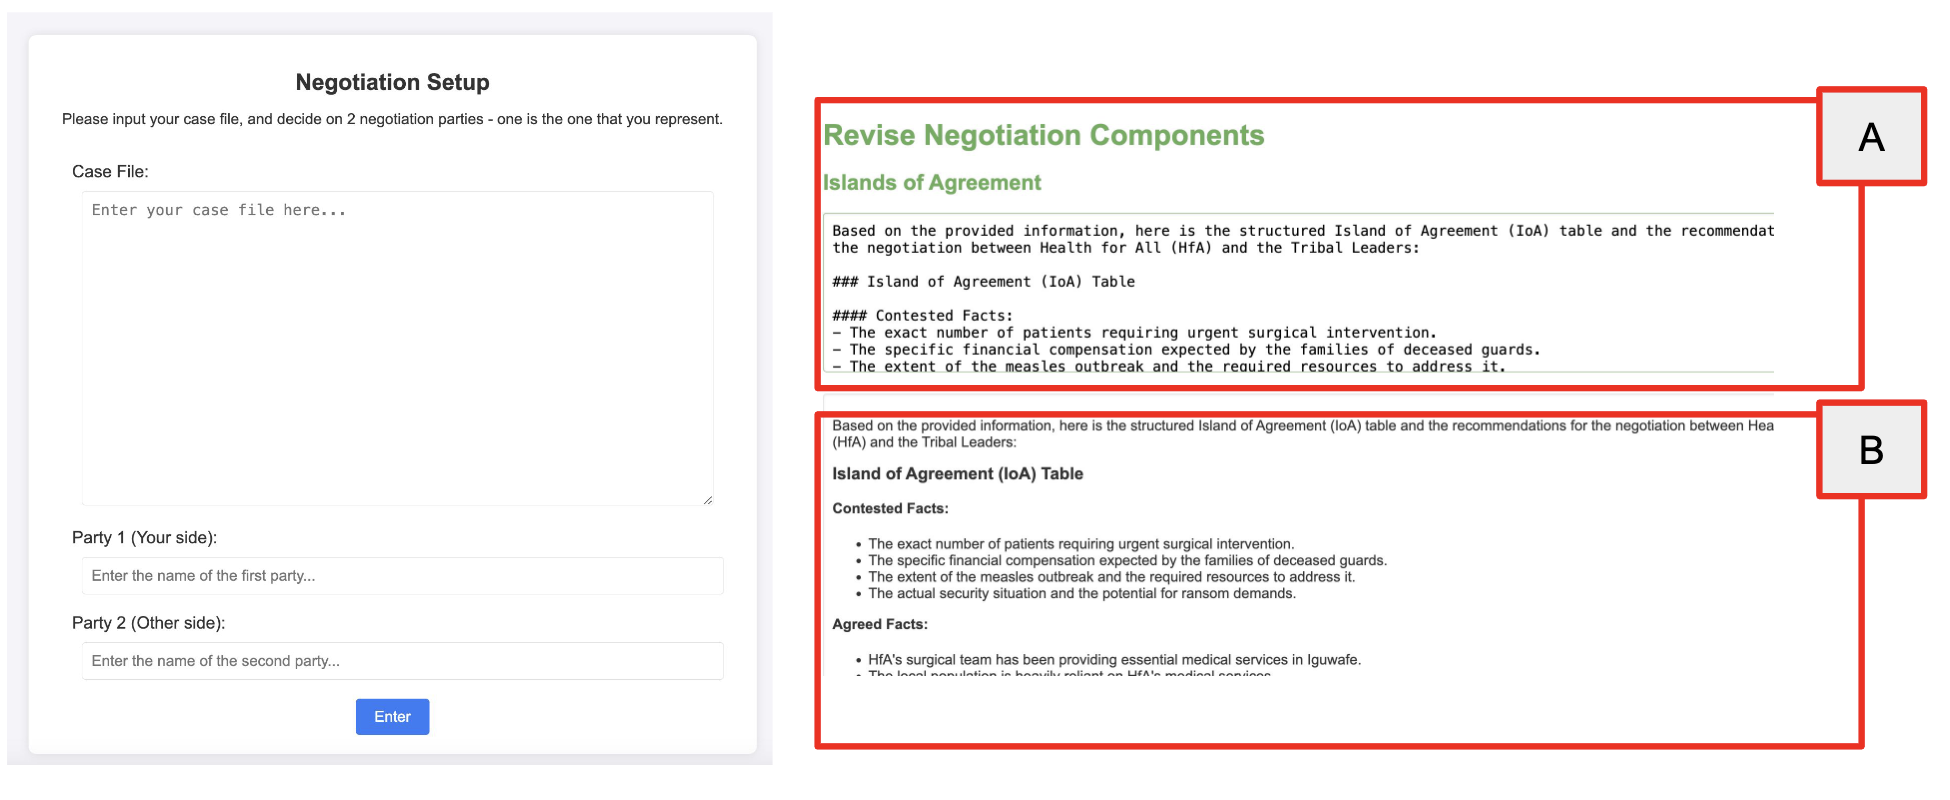 Negotiation Setup
Please input your case file, and decide on 2 negotiation parties - one is the one that you represent.
Case File:
Enter your case file here...
Party 1 (Your side):
Enter the name of the first party...
Party 2 (Other side):
Enter the name of the second party...
Enter
A
Revise Negotiation Components
Islands of Agreement
Based on the provided information, here is the structured Island of Agreement (IoA) table and the recommendat
the negotiation between Health for All (HfA) and the Tribal Leaders:
### Island of Agreement (IoA) Table
#### Contested Facts:
- The exact number of patients requiring urgent surgical intervention.
- The specific financial compensation expected by the families of deceased guards.
- The extent of the measles outbreak and the required resources to address it.
B
Based on the provided information, here is the structured Island of Agreement (IoA) table and the recommendations for the negotiation between Hea
(HfA) and the Tribal Leaders:
Island of Agreement (IoA) Table
Contested Facts:
• The exact number of patients requiring urgent surgical intervention.
• The specific financial compensation expected by the families of deceased guards.
• The extent of the measles outbreak and the required resources to address it.
• The actual security situation and the potential for ransom demands.
Agreed Facts:
• HfA's surgical team has been providing essential medical services in Iguwafe.
• The local population is heavily reliant on HfA's medical services.